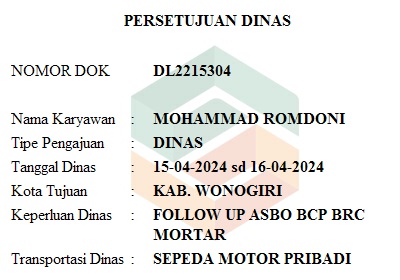 PERSETUJUAN DINAS
NOMOR DOK DL2215304
Nama Karyawan : MOHAMMAD ROMDONI
Tipe Pengajuan : DINAS
Tanggal Dinas : 15-04-2024 sd 16-04-2024
Kota Tujuan : KAB. WONOGIRI
Keperluan Dinas : FOLLOW UP ASBO BCP BRC
MORTAR
Transportasi Dinas : SEPEDA MOTOR PRIBADI